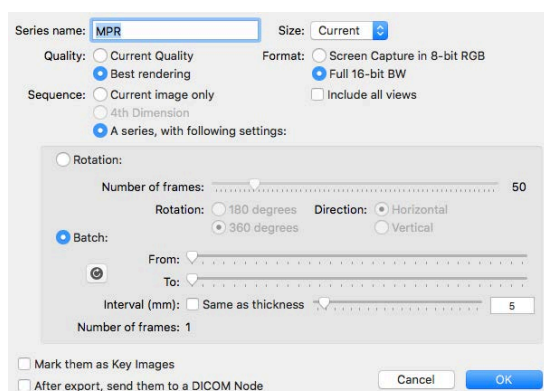 Series name: MPR Size: Current
Quality: Current Quality Format: Screen Capture in 8-bit RGB
Best rendering Full 16-bit BW
Sequence: Current image only Include all views
4th Dimension
A series, with following settings:
Rotation:
Number of frames: 50
Rotation: 180 degrees Direction: Horizontal
360 degrees Vertical
Batch:
From:
To:
Interval (mm): Same as thickness 5
Number of frames: 1
Mark them as Key Images
After export, send them to a DICOM Node Cancel OK